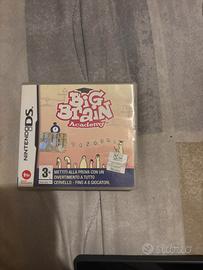 NINTENDO DS
BiG
BRAIN
Academy
3+
METTITI ALLA PROVA CON UN
DIVERTIMENTO A TUTTO
CERVELLO - FINO A 8 GIOCATORI.
subito